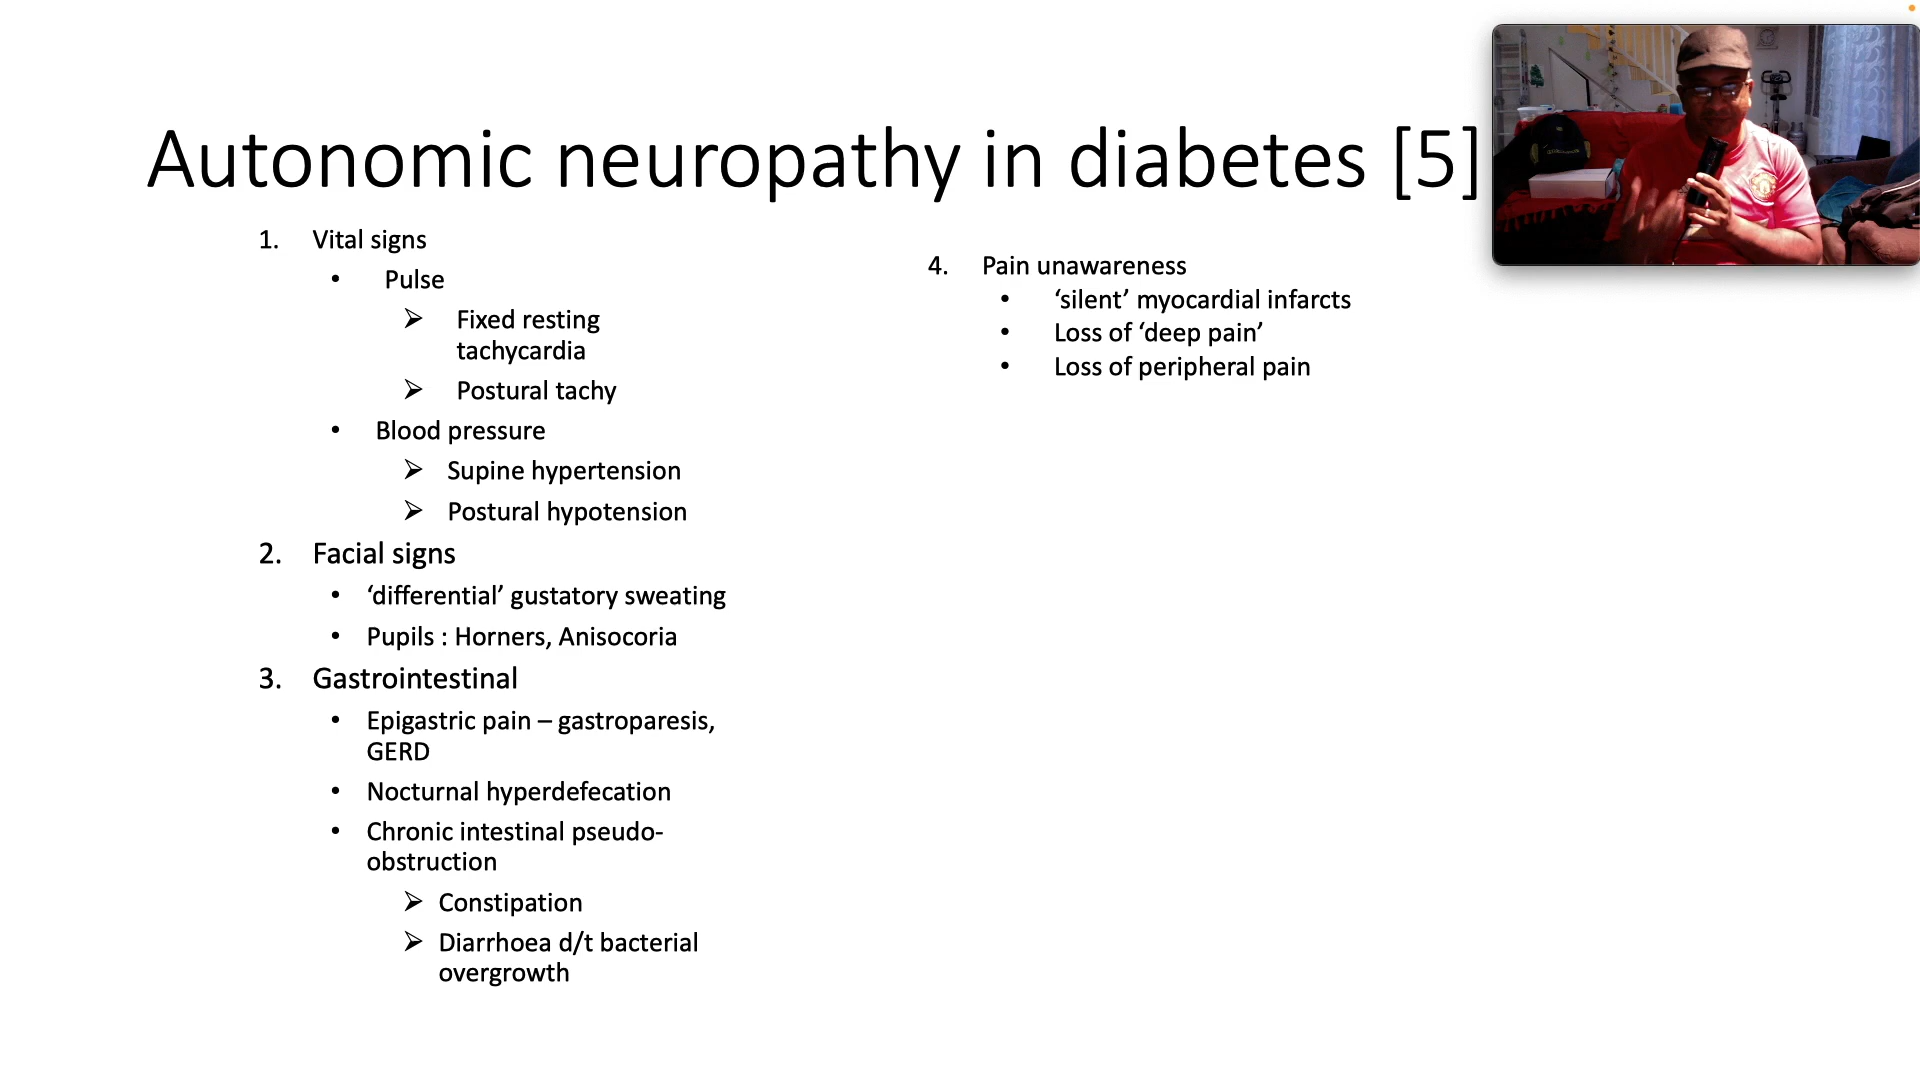 Autonomic neuropathy in diabetes [5]
1. Vital signs
• Pulse
➢ Fixed resting
tachycardia
➢ Postural tachy
• Blood pressure
➢ Supine hypertension
➢ Postural hypotension
2. Facial signs
• ‘differential’ gustatory sweating
• Pupils : Horners, Anisocoria
3. Gastrointestinal
• Epigastric pain – gastroparesis,
GERD
• Nocturnal hyperdefecation
• Chronic intestinal pseudo-
obstruction
➢ Constipation
➢ Diarrhoea d/t bacterial
overgrowth
4. Pain unawareness
• ‘silent’ myocardial infarcts
• Loss of ‘deep pain’
• Loss of peripheral pain